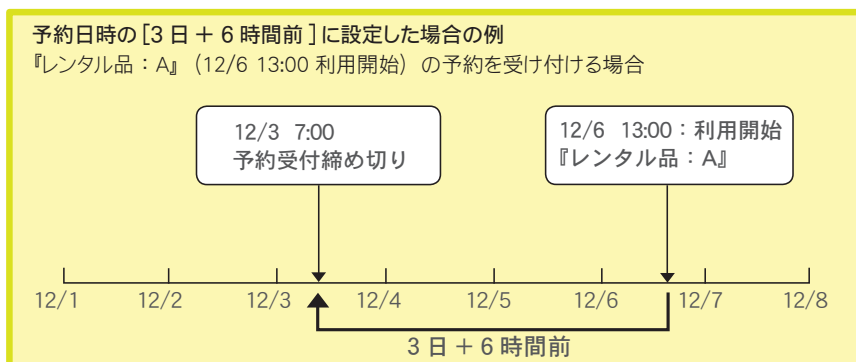 予約日時の［3 日＋ 6 時間前］に設定した場合の例
『レンタル品：A』（12/6 13:00 利用開始）の予約を受け付ける場合
12/3 7:00
予約受付締め切り
12/6 13:00：利用開始
『レンタル品：A』
12/1 12/2 12/3 12/4 12/5 12/6 12/7 12/8
3 日＋ 6 時間前